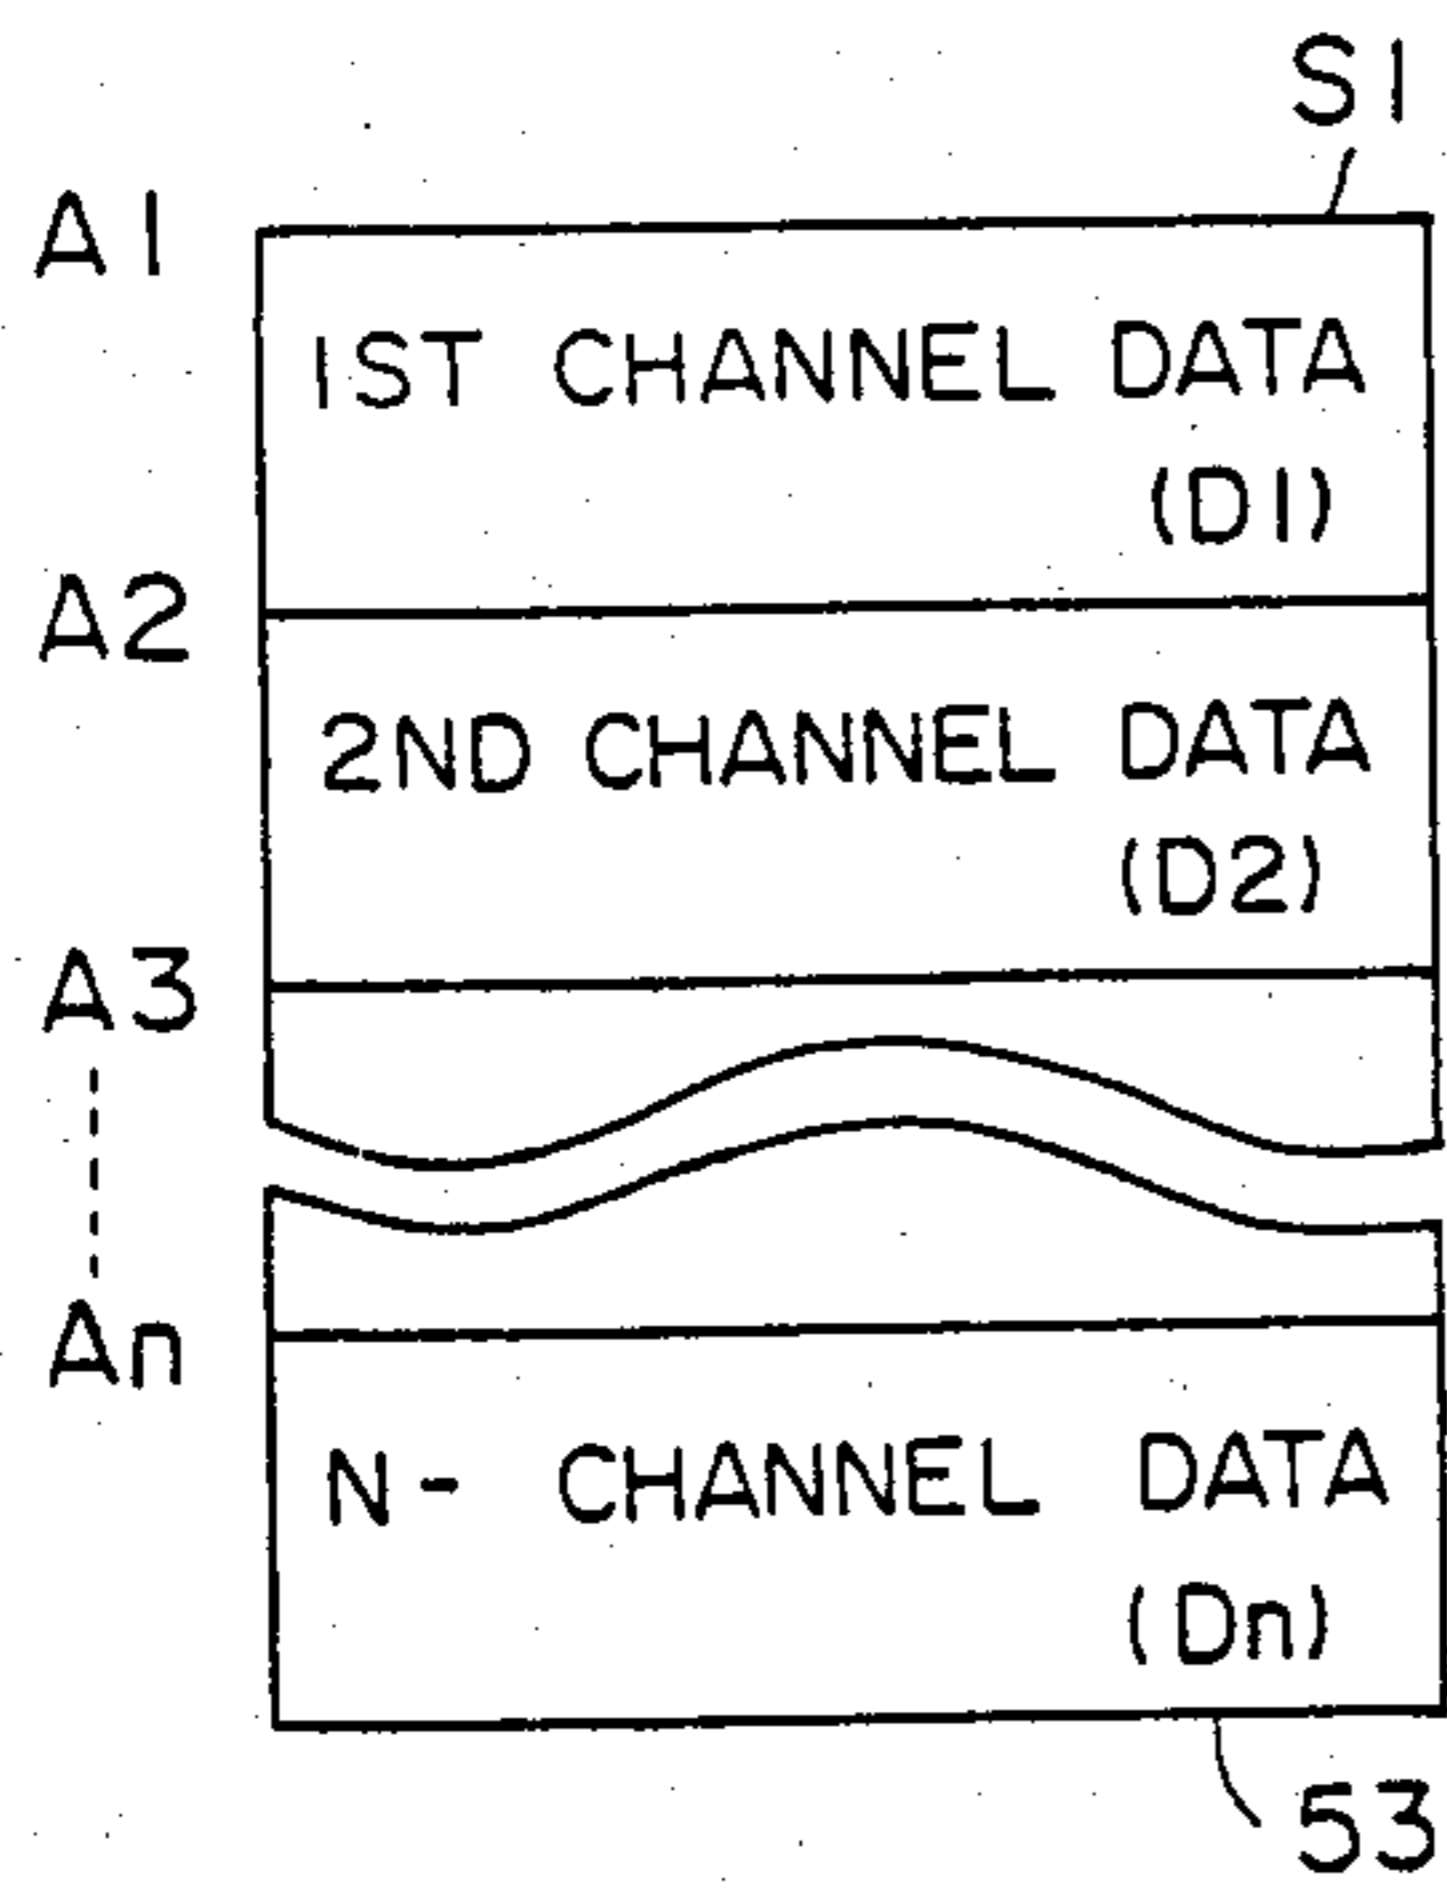 S1
A1
1ST CHANNEL DATA
(D1)
A2
2ND CHANNEL DATA
(D2)
A3
An
N- CHANNEL DATA
(Dn)
53